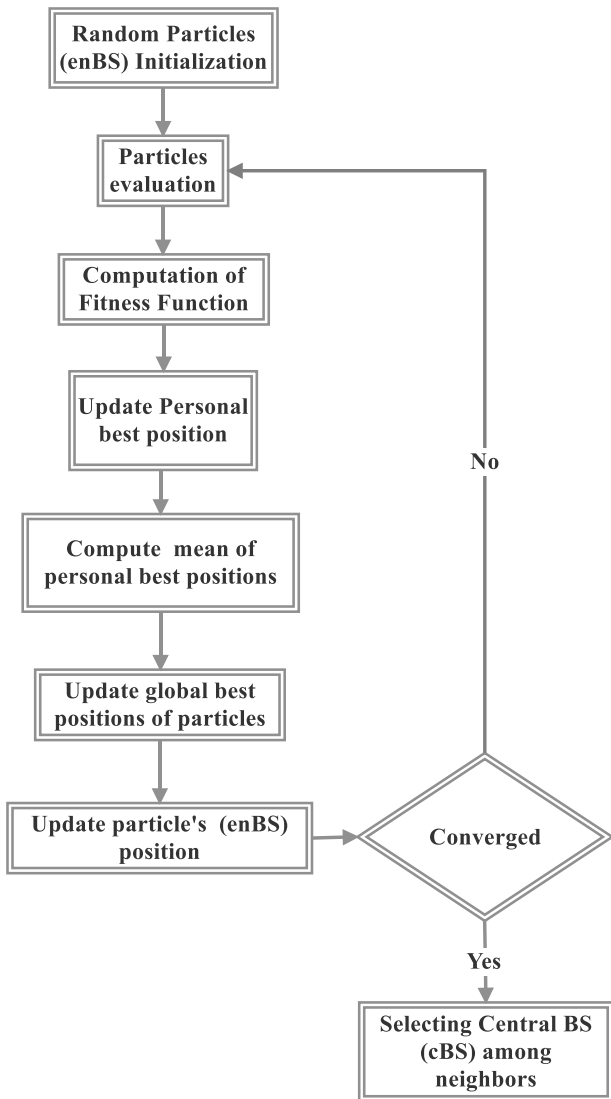 Random Particles
(enBS) Initialization
Particles
evaluation
Computation of
Fitness Function
Update Personal
best position
No
Compute mean of
personal best positions
Update global best
positions of particles
Update particle's (enBS)
position
Converged
Yes
Selecting Central BS
(cBS) among
neighbors